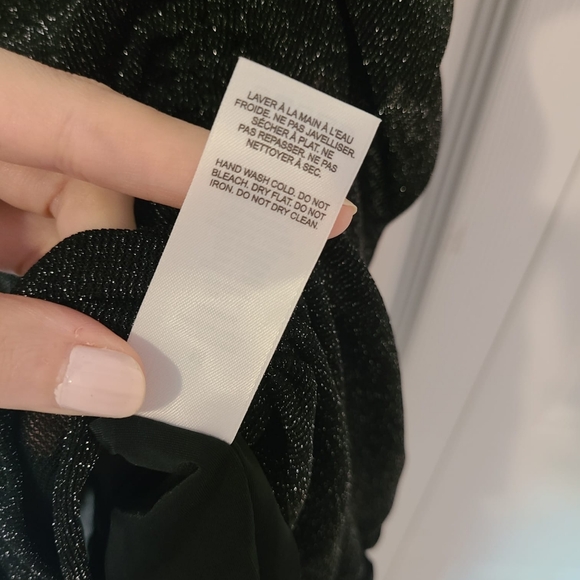 LAVER À LA MAIN À L'EAU
FROIDE. NE PAS JAVELLISER.
SÉCHER À PLAT. NE
PAS REPASSER. NE PAS
NETTOYER À SEC.
HAND WASH COLD. DO NOT
BLEACH. DRY FLAT. DO NOT
IRON. DO NOT DRY CLEAN.